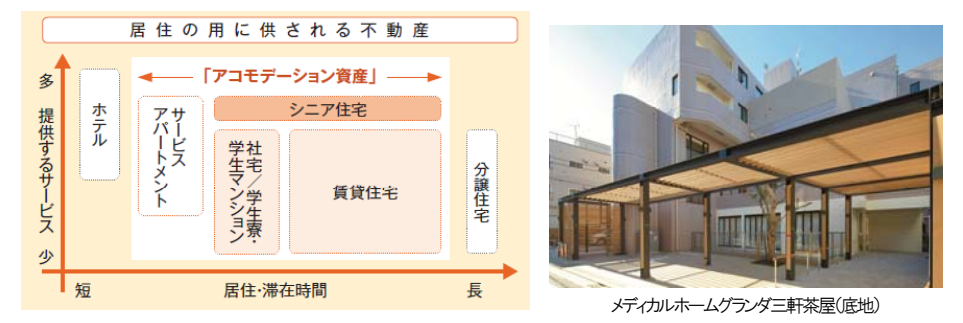 居住の用に供される不動産
「アコモデーション資産」
多 提供するサービス 少
ホテル
サービス
アパートメント
シニア住宅
社宅／学生寮・
学生マンション
賃貸住宅
分譲住宅
短
居住・滞在時間
長
メディカルホームグランダ三軒茶屋（底地）